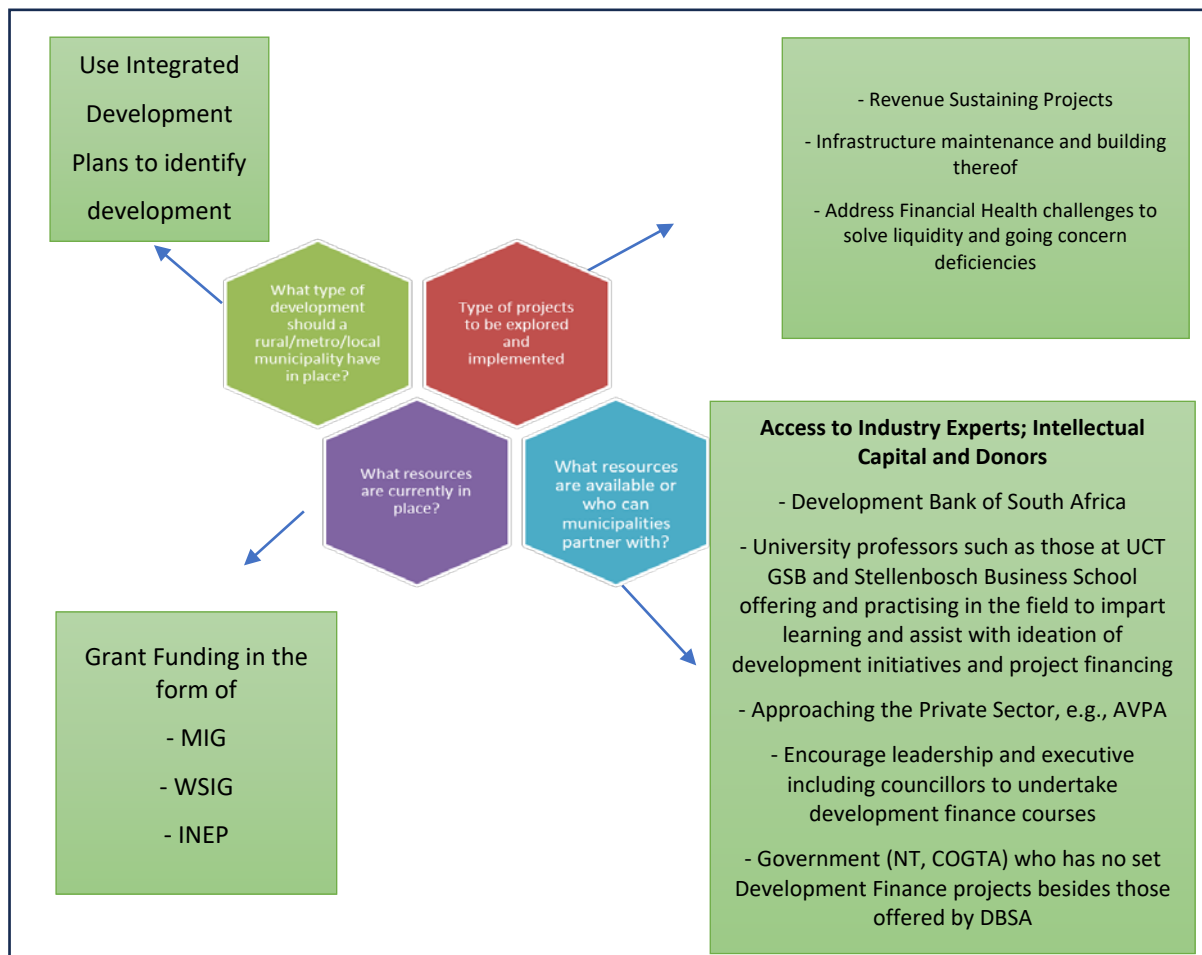 Use Integrated
Development
Plans to identify
development
- Revenue Sustaining Projects
- Infrastructure maintenance and building
thereof
- Address Financial Health challenges to
solve liquidity and going concern
deficiencies
What type of
development
should a
rural/metro/local
municipality have
in place?
Type of projects
to be explored
and
implemented
What resources
are currently in
place?
What resources
are available or
who can
municipalities
partner with?
Access to Industry Experts; Intellectual
Capital and Donors
- Development Bank of South Africa
- University professors such as those at UCT
GSB and Stellenbosch Business School
offering and practising in the field to impart
learning and assist with ideation of
development initiatives and project financing
- Approaching the Private Sector, e.g., AVPA
- Encourage leadership and executive
including councillors to undertake
development finance courses
- Government (NT, COGTA) who has no set
Development Finance projects besides those
offered by DBSA
Grant Funding in the
form of
- MIG
- WSIG
- INEP